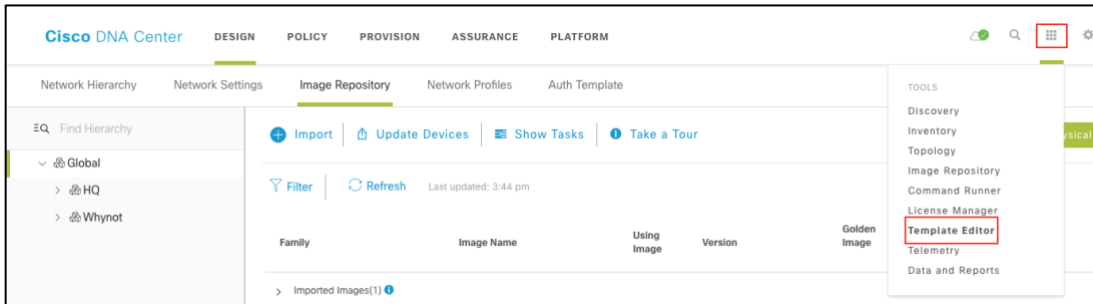 Cisco DNA Center DESIGN POLICY PROVISION ASSURANCE PLATFORM
Network Hierarchy Network Settings Image Repository Network Profiles Auth Template
TOOLS
Discovery
Inventory
Topology
Image Repository
Command Runner
License Manager
Template Editor
Telemetry
Data and Reports
Find Hierarchy
Global
HQ
Whynot
Import Update Devices Show Tasks Take a Tour
ysical
Filter Refresh Last updated: 3:44 pm
Family Image Name Using Image Version Golden Image
Imported Images(1)